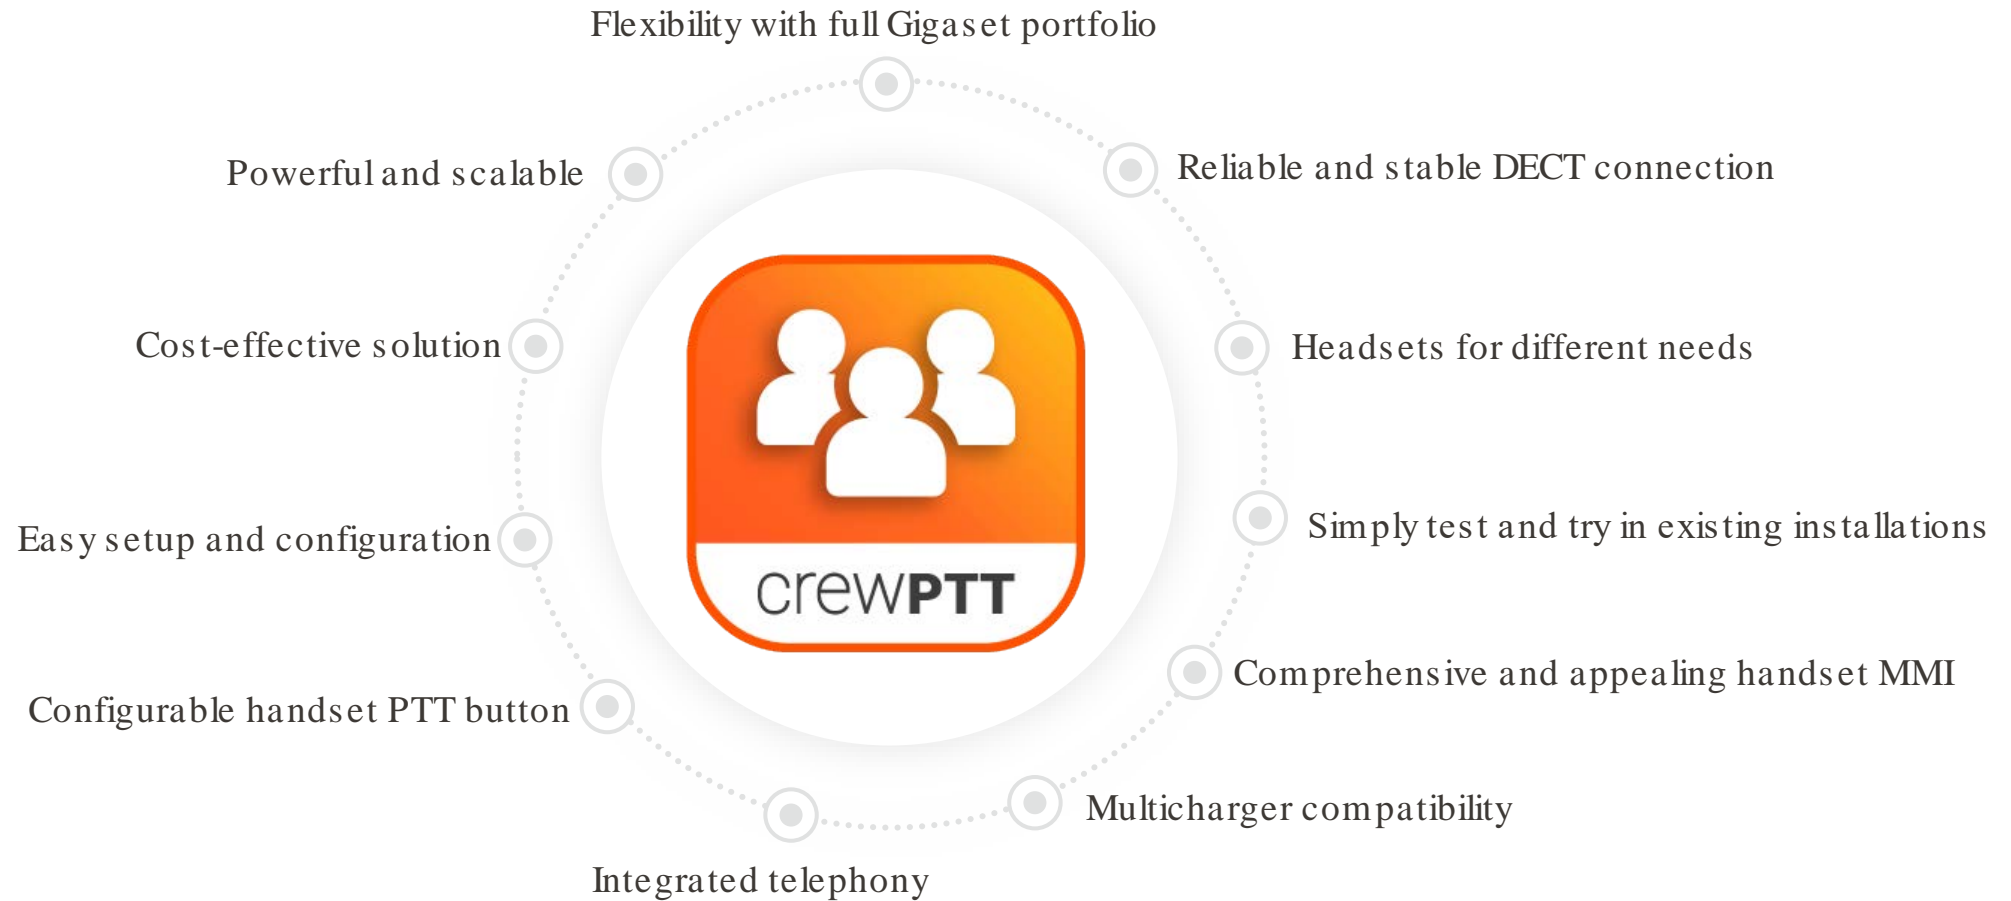 Flexibility with full Gigaset portfolio
Powerful and scalable
Reliable and stable DECT connection
Cost-effective solution
Headsets for different needs
Easy setup and configuration
Simply test and try in existing installations
crewPTT
Comprehensive and appealing handset MMI
Configurable handset PTT button
Multicharger compatibility
Integrated telephony